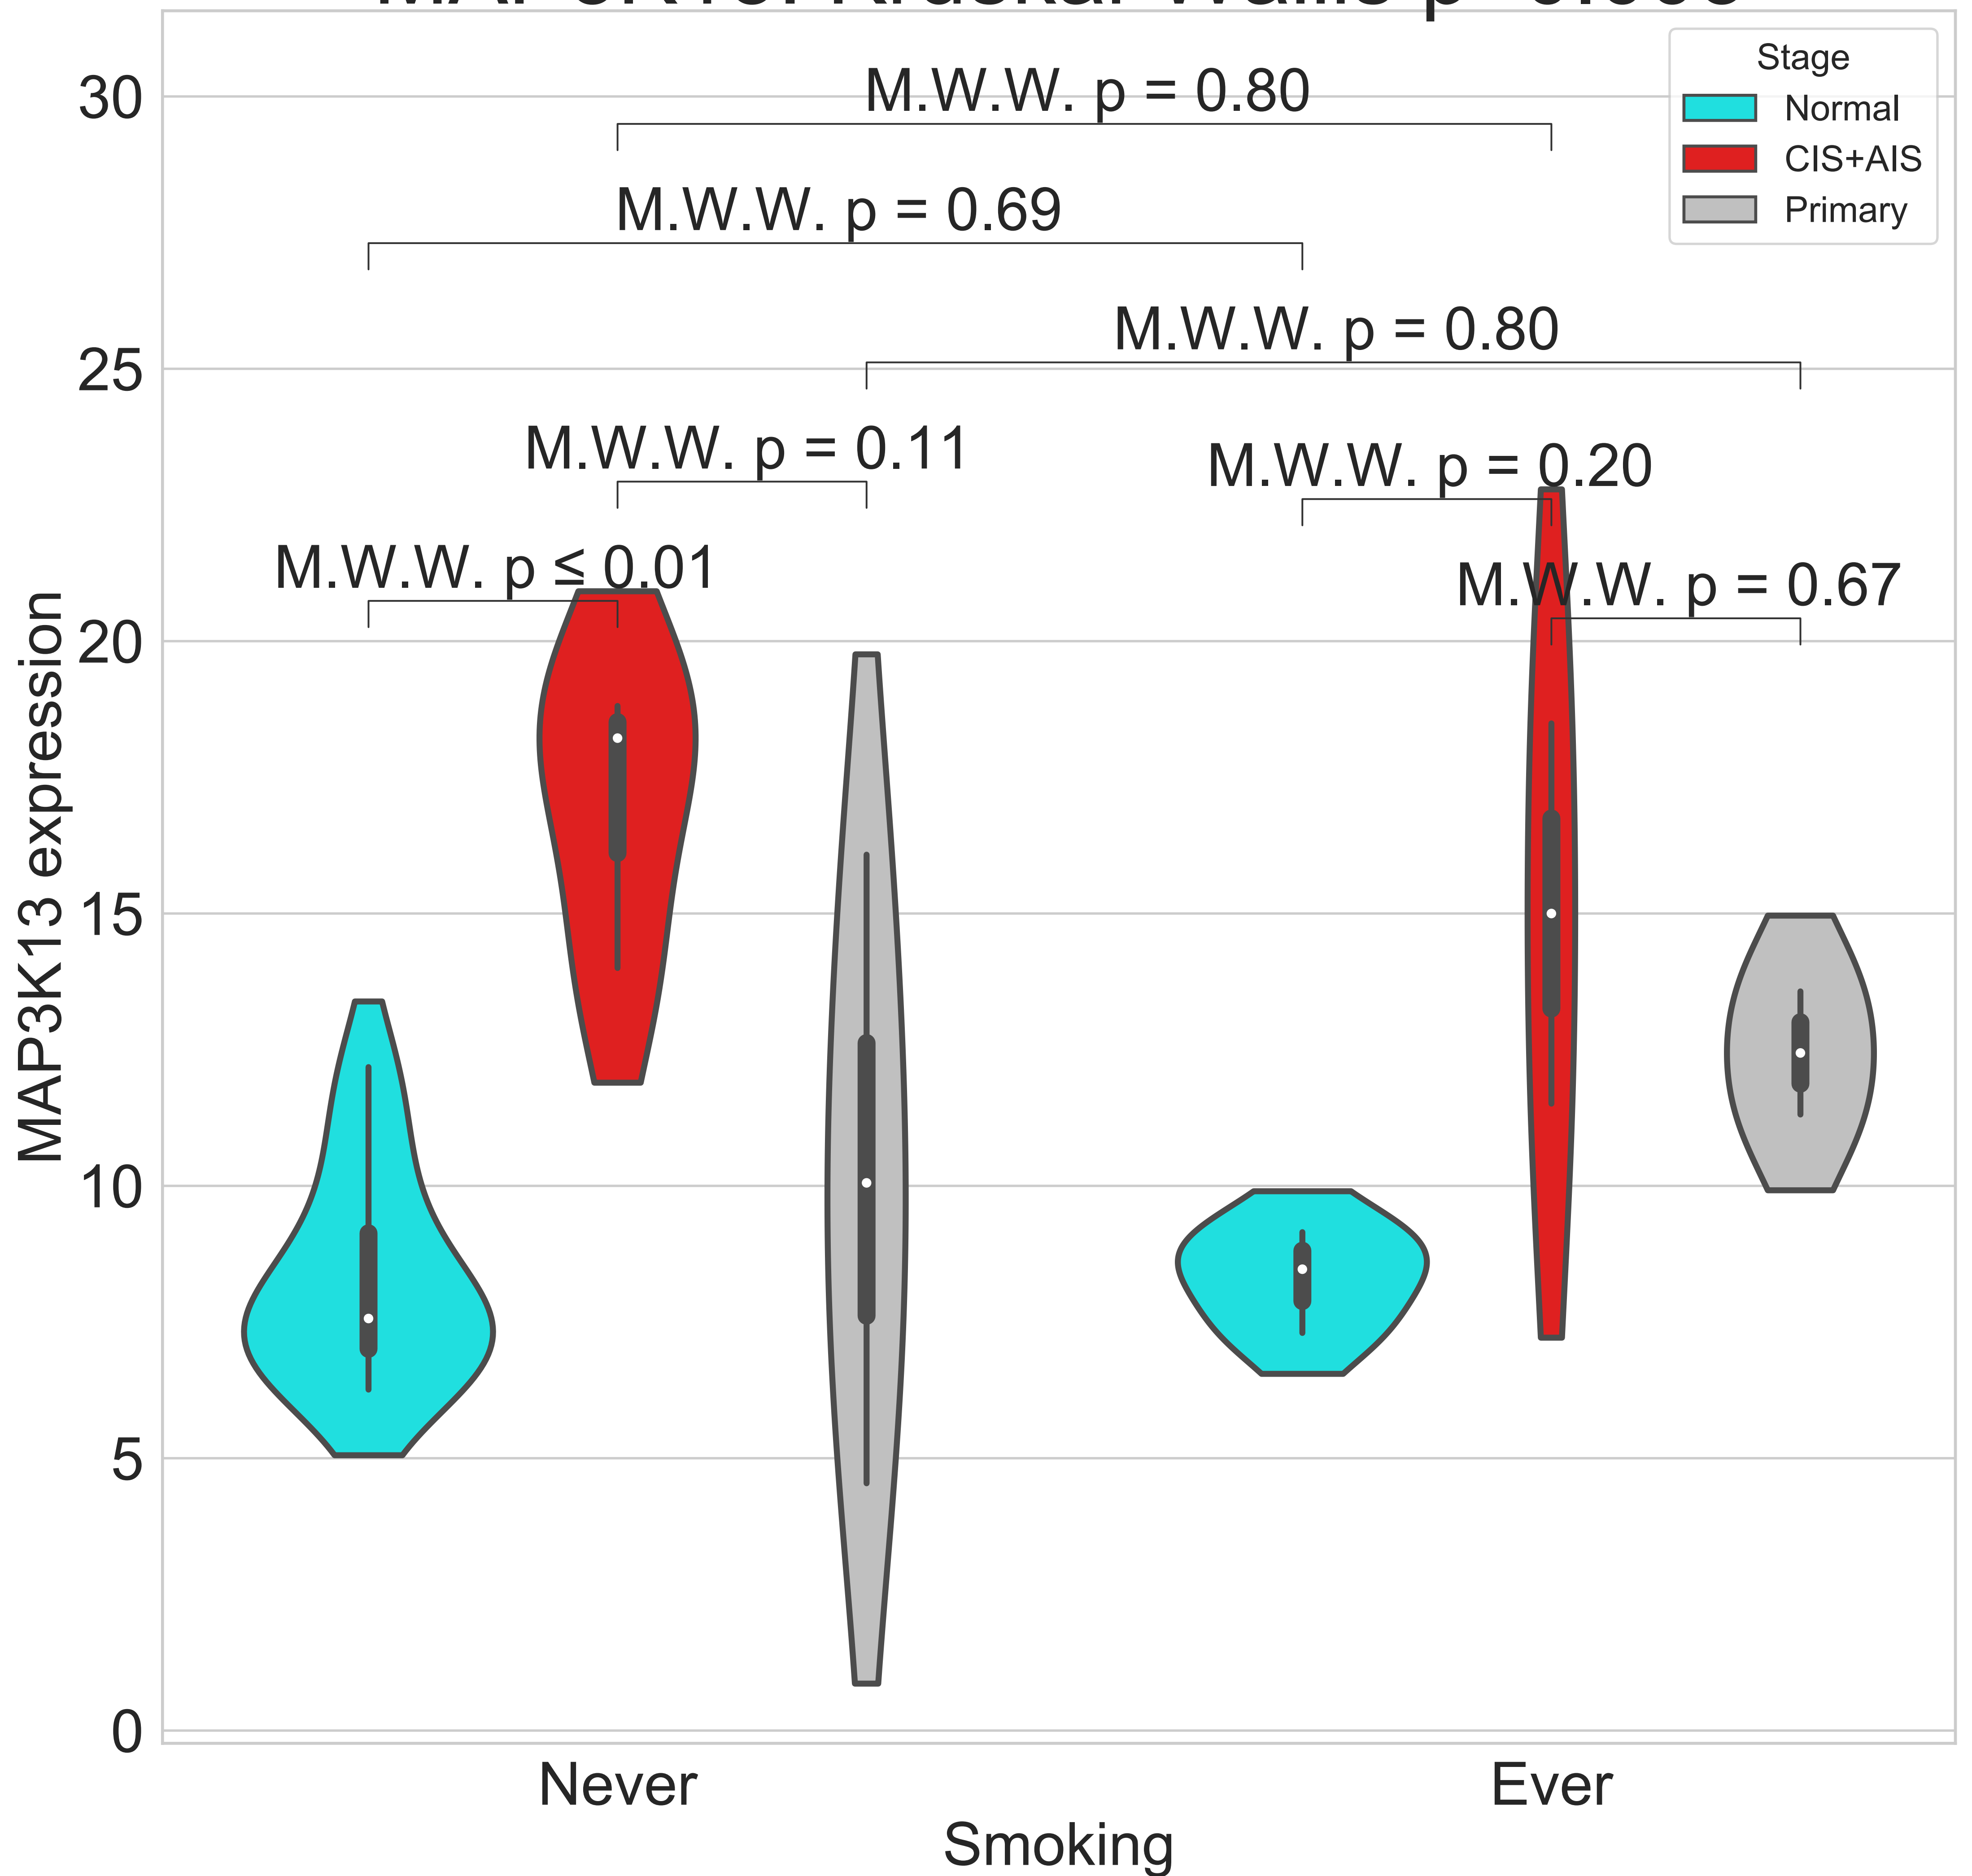 Stage
Normal
CIS+AIS
Primary
M.W.W. p = 0.80
M.W.W. p = 0.69
M.W.W. p = 0.80
M.W.W. p = 0.11
M.W.W. p = 0.20
M.W.W. p ≤ 0.01
M.W.W. p = 0.67
MAP3K13 expression
30
25
20
15
10
5
0
Never
Ever
Smoking